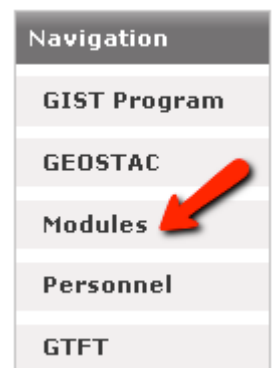 Navigation
GIST Program
GEOSTAC
Modules
Personnel
GTFT